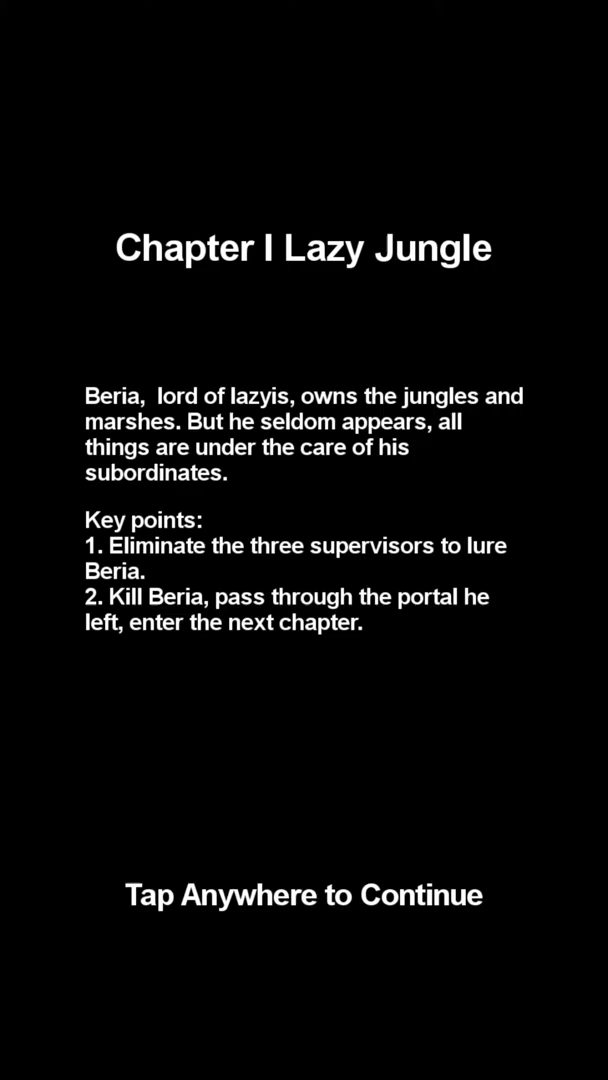 Chapter I Lazy Jungle
Beria,  lord of lazyis, owns the jungles and
marshes. But he seldom appears, all
things are under the care of his
subordinates.
Key points:
1. Eliminate the three supervisors to lure
Beria.
2. Kill Beria, pass through the portal he
left, enter the next chapter.
Tap Anywhere to Continue